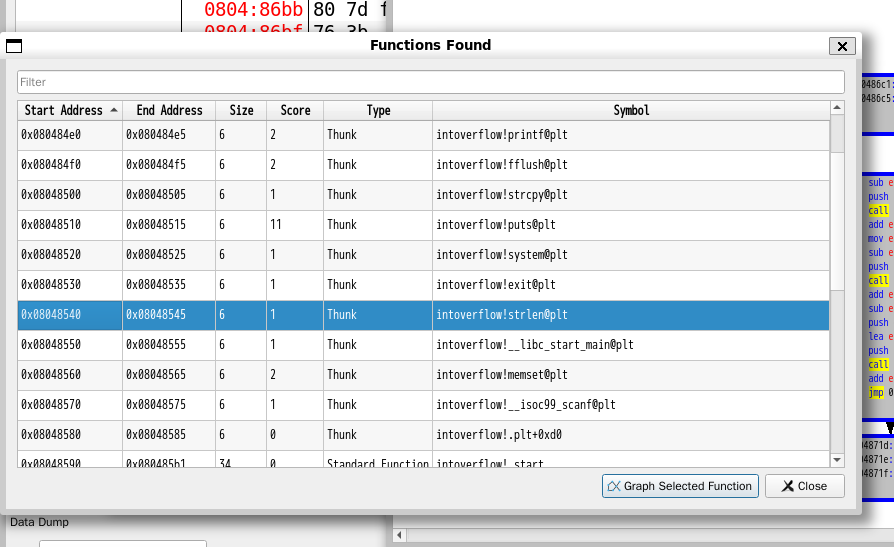 0804:86bb 80 7d f
0804:86bf 76 3b
Functions Found
Filter
Start Address End Address Size Score Type Symbol
0x080484e0 0x080484e5 6 2 Thunk intoverflow!printf@plt
0x080484f0 0x080484f5 6 2 Thunk intoverflow!fflush@plt
0x08048500 0x08048505 6 1 Thunk intoverflow!strcpy@plt
0x08048510 0x08048515 6 11 Thunk intoverflow!puts@plt
0x08048520 0x08048525 6 1 Thunk intoverflow!system@plt
0x08048530 0x08048535 6 1 Thunk intoverflow!exit@plt
0x08048540 0x08048545 6 1 Thunk intoverflow!strlen@plt
0x08048550 0x08048555 6 1 Thunk intoverflow!__libc_start_main@plt
0x08048560 0x08048565 6 2 Thunk intoverflow!memset@plt
0x08048570 0x08048575 6 1 Thunk intoverflow!__isoc99_scanf@plt
0x08048580 0x08048585 6 0 Thunk intoverflow!.plt+0xd0
0x08048590 0x080485b1 34 0 Standard Function intoverflow!_start
Graph Selected Function Close
0486c1:
0486c5:
sub e
push
call
add e
mov e
sub e
push
call
add e
sub e
push
lea e
push
call
add e
jmp 0
04871d:
04871e:
04871f:
Data Dump